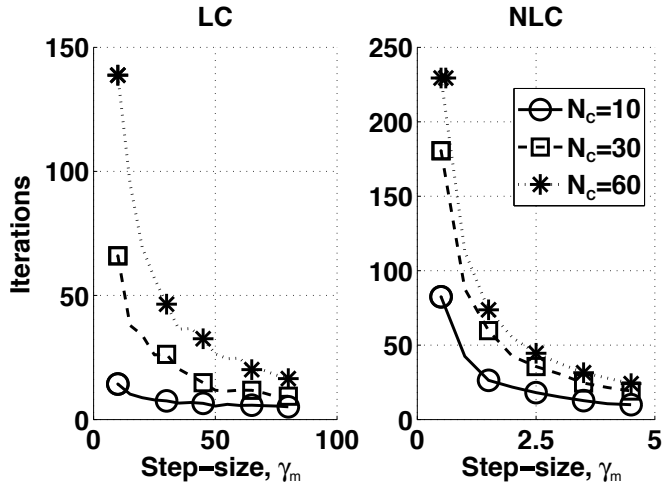 LC
NLC
Iterations
150
100
50
0
0
50
100
Step-size, γm
250
200
150
100
50
0
0
2.5
5
Step-size, γm
Nc=10
Nc=30
Nc=60